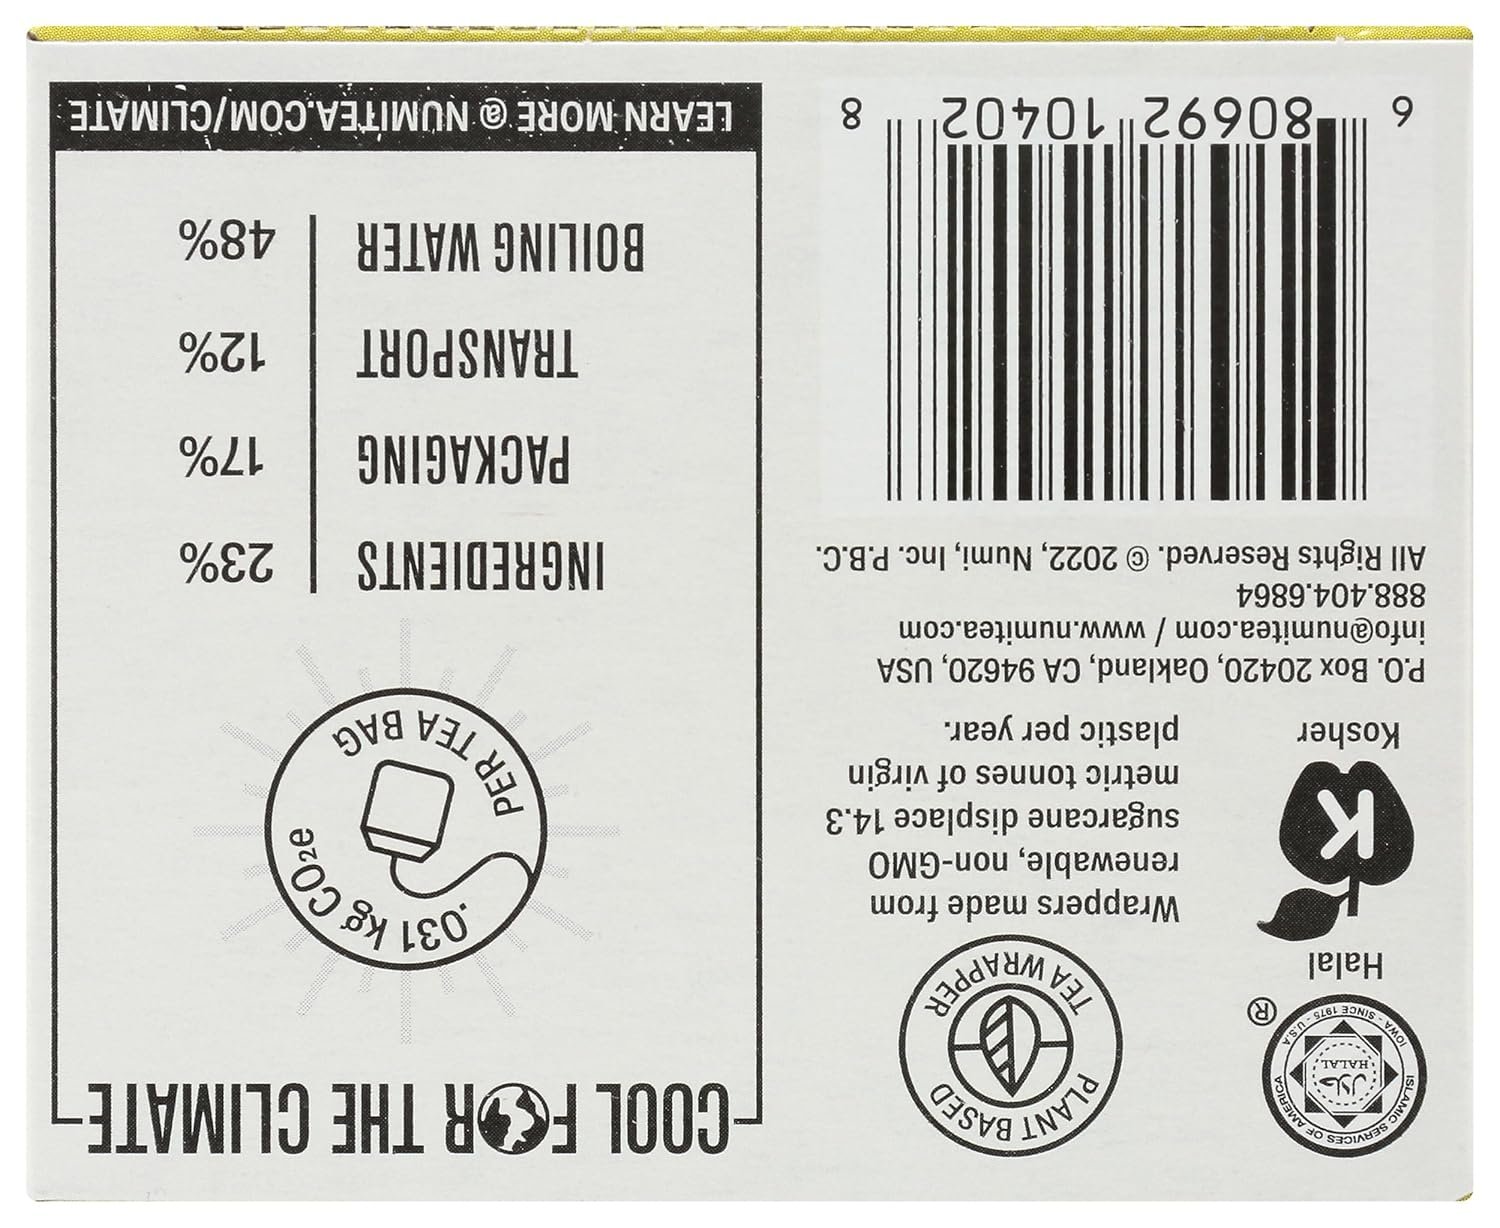 COOL FOR THE CLIMATE
.031 kg CO2e
PER TEA BAG
INGREDIENTS 23%
PACKAGING 17%
TRANSPORT 12%
BOILING WATER 48%
LEARN MORE @ NUMITEA.COM/CLIMATE
ISLAMIC SERVICES OF AMERICA
IOWA - SINCE 1975 - U.S.A
حلال
HALAL
®
Halal
K
Kosher
PLANT BASED
TEA WRAPPER
Wrappers made from
renewable, non-GMO
sugarcane displace 14.3
metric tonnes of virgin
plastic per year.
P.O. Box 20420, Oakland, CA 94620, USA
info@numitea.com / www.numitea.com
888.404.6864
All Rights Reserved. © 2022, Numi, Inc. P.B.C.
6 80692 10402 8